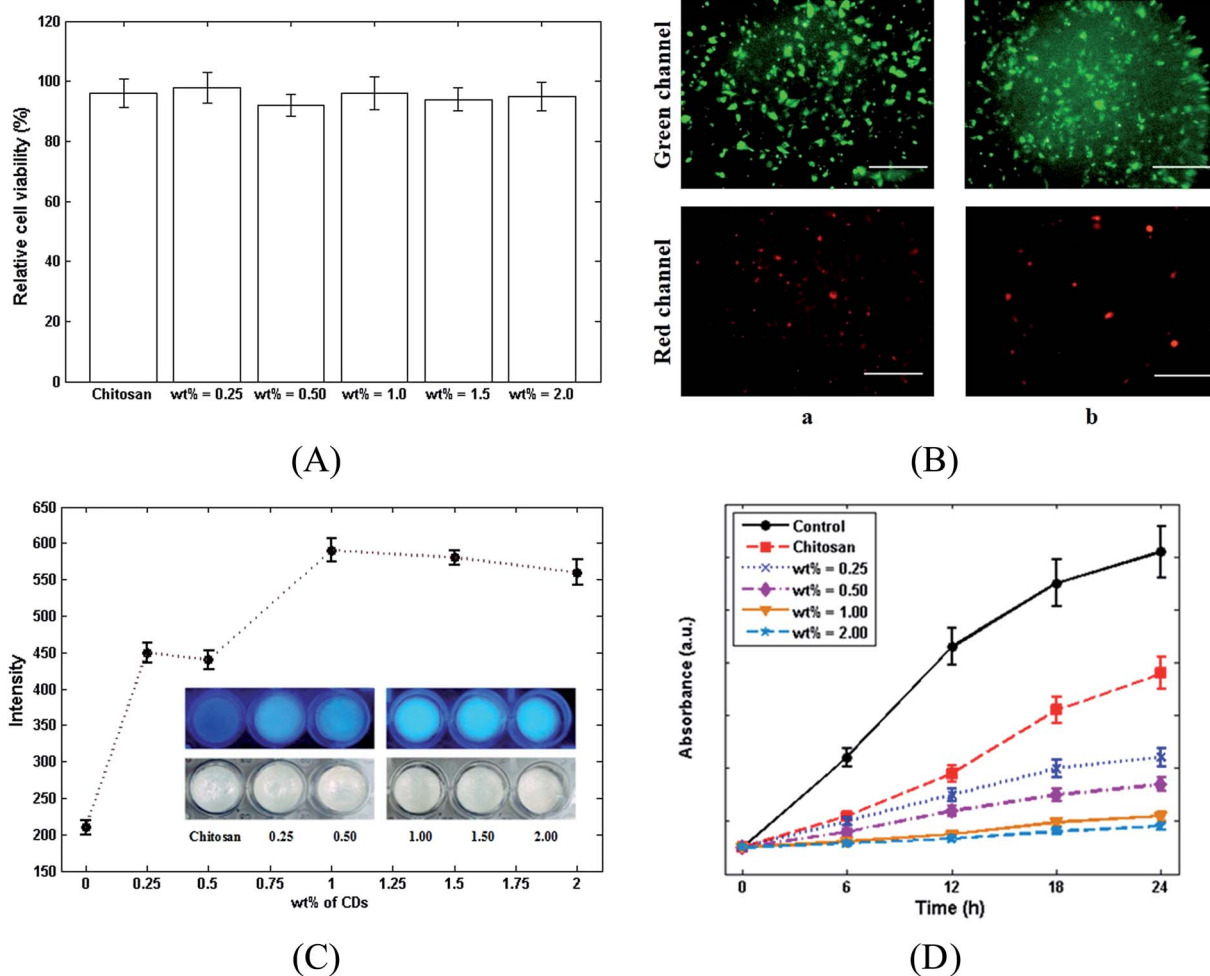 120
100
80
60
40
20
0
Relative cell viability (%)
Chitosan wt% = 0.25 wt% = 0.50 wt% = 1.0 wt% = 1.5 wt% = 2.0
(A)
Green channel
Red channel
a b
(B)
650
600
550
500
450
400
350
300
250
200
150
Intensity
Chitosan 0.25 0.50 1.00 1.50 2.00
0 0.25 0.5 0.75 1 1.25 1.5 1.75 2
wt% of CDs
(C)
Control
Chitosan
wt% = 0.25
wt% = 0.50
wt% = 1.00
wt% = 2.00
Absorbance (a.u.)
0 6 12 18 24
Time (h)
(D)